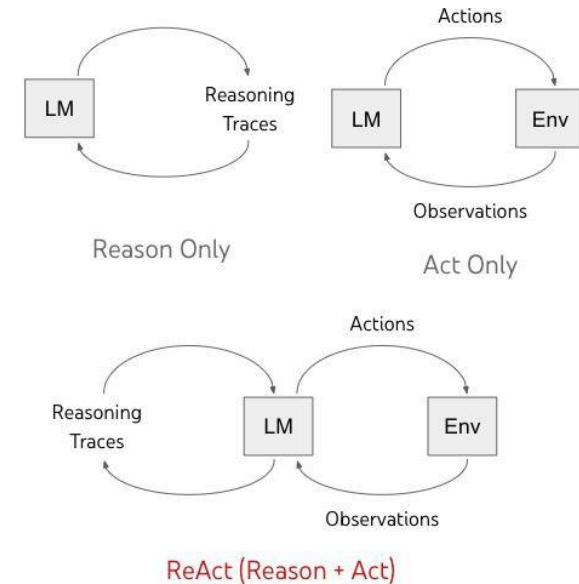 Actions
LM
Reasoning
Traces
LM
Env
Observations
Reason Only
Act Only
Actions
Reasoning
Traces
LM
Env
Observations
ReAct (Reason + Act)